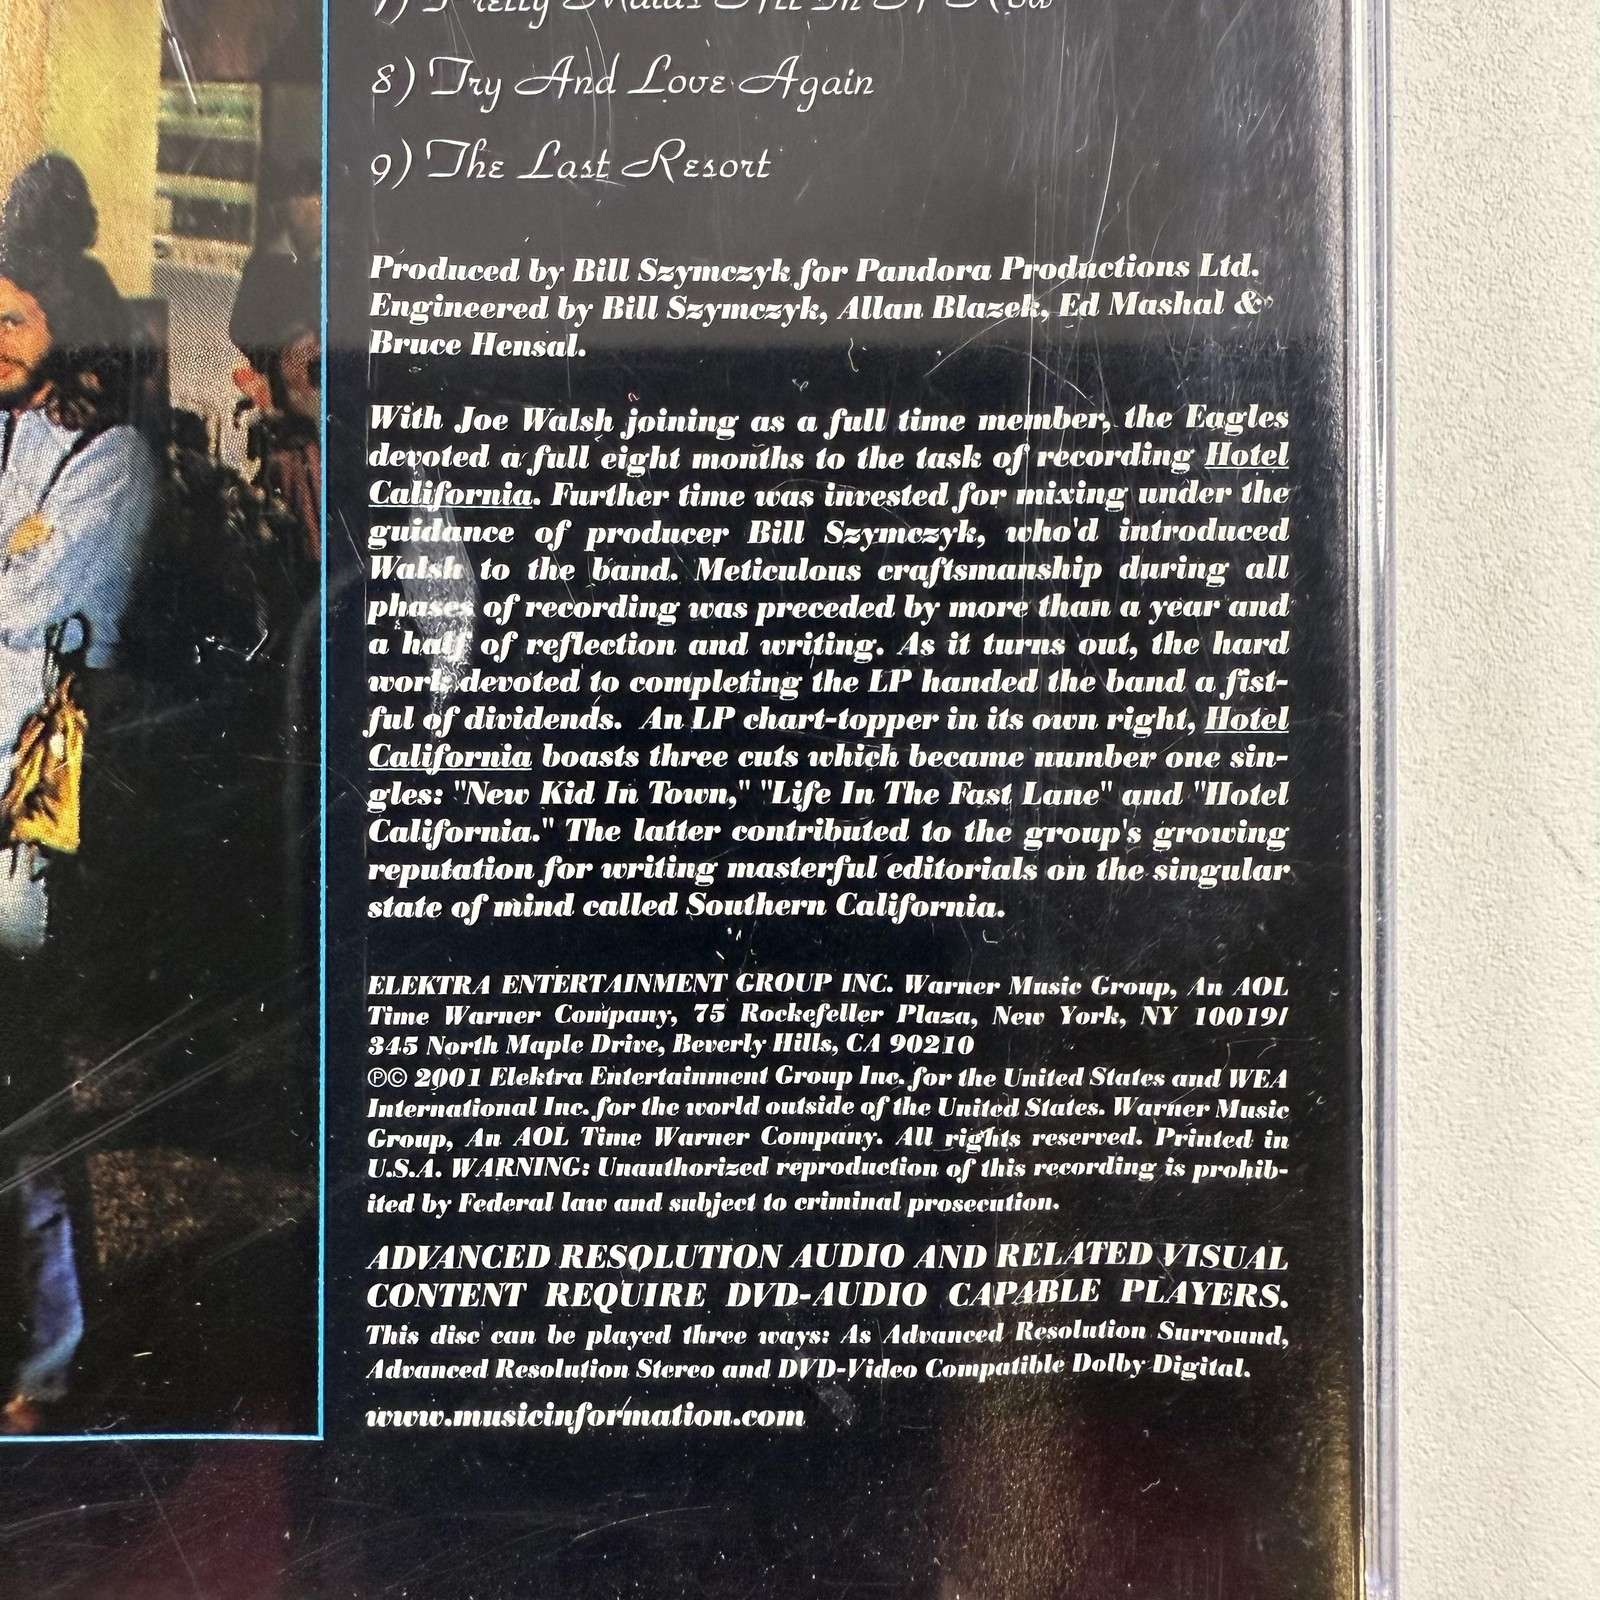 7) Pretty Maids All In A Row
8) Try And Love Again
9) The Last Resort
Produced by Bill Szymczyk for Pandora Productions Ltd.
Engineered by Bill Szymczyk, Allan Blazek, Ed Mashal &
Bruce Hensal.
With Joe Walsh joining as a full time member, the Eagles
devoted a full eight months to the task of recording Hotel
California. Further time was invested for mixing under the
guidance of producer Bill Szymczyk, who'd introduced
Walsh to the band. Meticulous craftsmanship during all
phases of recording was preceded by more than a year and
a half of reflection and writing. As it turns out, the hard
work devoted to completing the LP handed the band a fist-
ful of dividends. An LP chart-topper in its own right, Hotel
California boasts three cuts which became number one sin-
gles: "New Kid In Town," "Life In The Fast Lane" and "Hotel
California." The latter contributed to the group's growing
reputation for writing masterful editorials on the singular
state of mind called Southern California.
ELEKTRA ENTERTAINMENT GROUP INC. Warner Music Group, An AOL
Time Warner Company, 75 Rockefeller Plaza, New York, NY 10019/
345 North Maple Drive, Beverly Hills, CA 90210
℗© 2001 Elektra Entertainment Group Inc. for the United States and WEA
International Inc. for the world outside of the United States. Warner Music
Group, An AOL Time Warner Company. All rights reserved. Printed in
U.S.A. WARNING: Unauthorized reproduction of this recording is prohib-
ited by Federal law and subject to criminal prosecution.
ADVANCED RESOLUTION AUDIO AND RELATED VISUAL
CONTENT REQUIRE DVD-AUDIO CAPABLE PLAYERS.
This disc can be played three ways: As Advanced Resolution Surround,
Advanced Resolution Stereo and DVD-Video Compatible Dolby Digital.
www.musicinformation.com